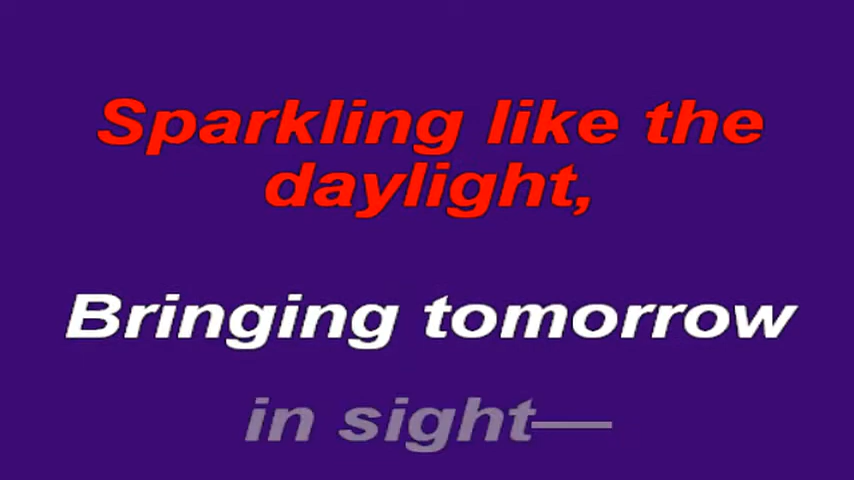 Sparkling like the
daylight,
Bringing tomorrow
in sight—